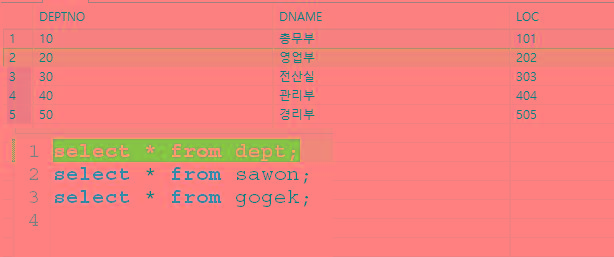 DEPTNO DNAME LOC
1 10 총무부 101
2 20 영업부 202
3 30 전산실 303
4 40 관리부 404
5 50 경리부 505
1 select * from dept;
2 select * from sawon;
3 select * from gogek;
4